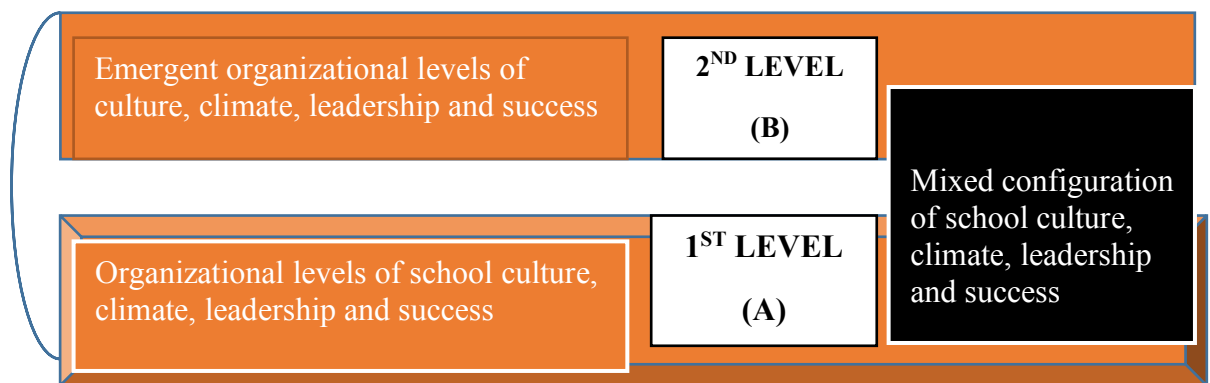 Emergent organizational levels of
culture, climate, leadership and success
2ND LEVEL
(B)
Mixed configuration
of school culture,
climate, leadership
and success
Organizational levels of school culture,
climate, leadership and success
1ST LEVEL
(A)